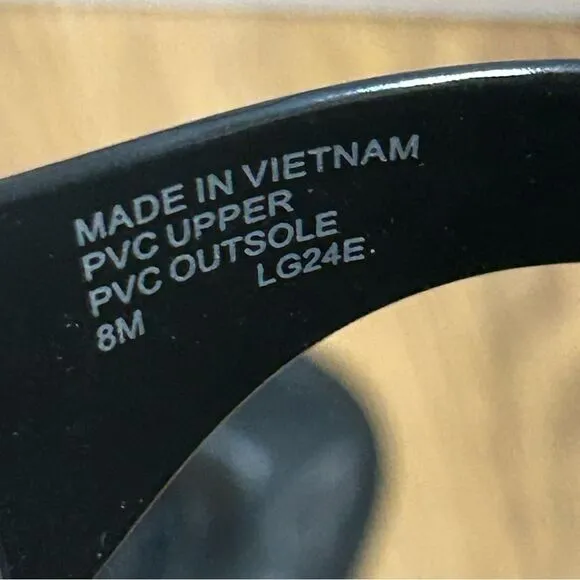 MADE IN VIETNAM
PVC UPPER
PVC OUTSOLE
8M LG24E.